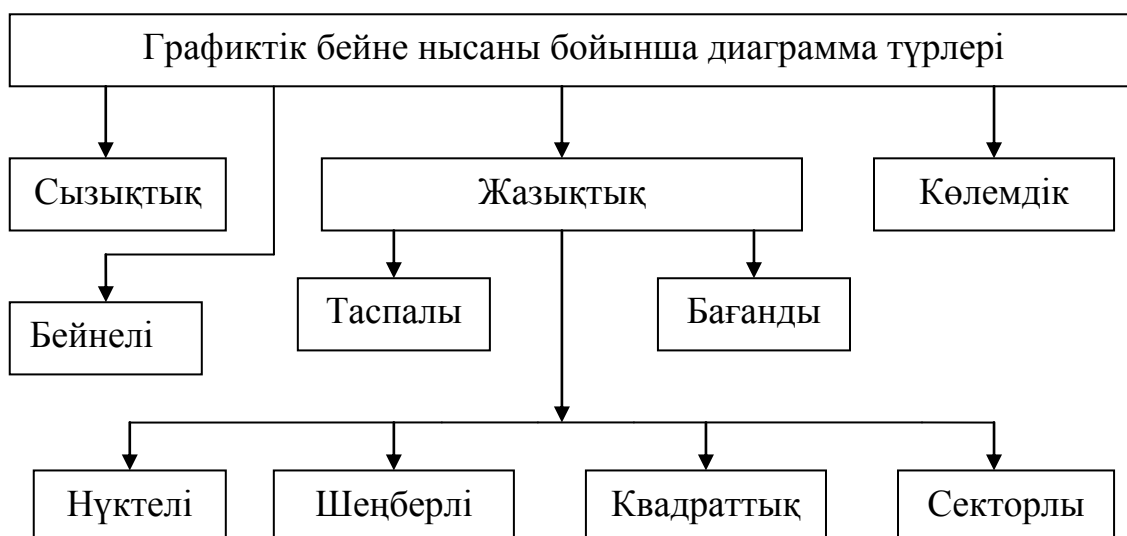 Графиктік бейне нысаны бойынша диаграмма түрлері
Сызықтық
Жазықтық
Көлемдік
Бейнелі
Таспалы
Бағанды
Нүктелі
Шеңберлі
Квадраттық
Секторлы